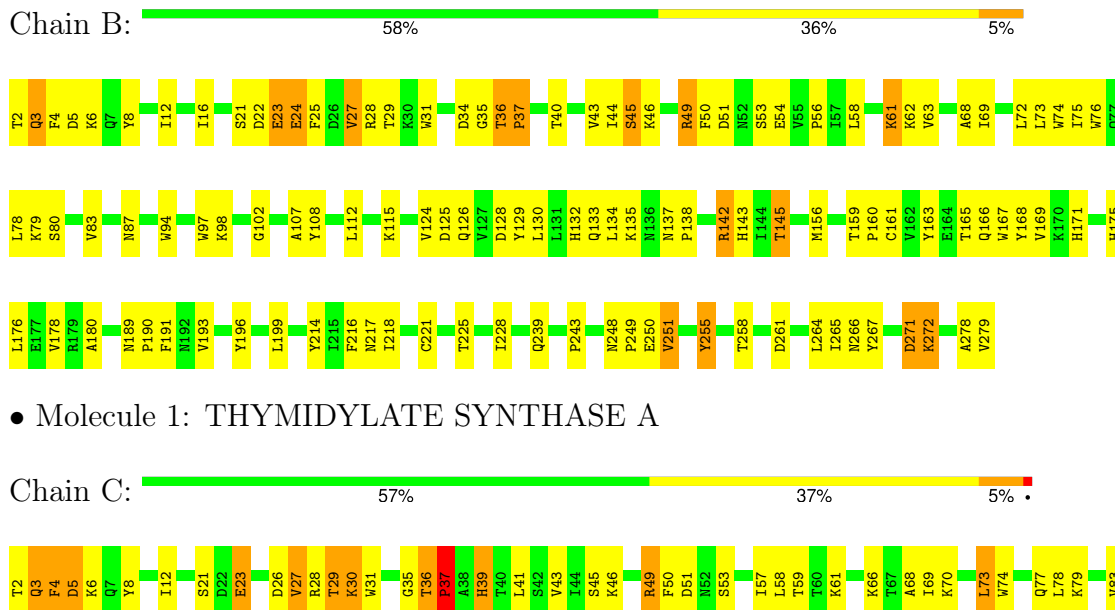 Chain B:
58% 36% 5%
T2 Q3 F4 D5 K6 Q7 Y8 I12 I16 S21 D22 E23 E24 F25 D26 V27 R28 T29 K30 W31 D34 G35 T36 P37 T40 V43 I44 S45 K46 R49 F50 D51 N52 S53 E54 V55 P56 I57 L58 K61 K62 V63 A68 I69 L72 L73 W74 I75 W76 Q77
L78 K79 S80 V83 N87 W94 W97 K98 G102 A107 Y108 L112 K115 V124 D125 Q126 V127 D128 Y129 L130 L131 H132 Q133 L134 K135 N136 N137 P138 R142 H143 I144 T145 M156 T159 P160 C161 V162 Y163 E164 T165 Q166 W167 Y168 V169 K170 H171 H175
L176 E177 V178 R179 A180 N189 P190 F191 N192 V193 Y196 L199 Y214 I215 F216 N217 I218 C221 T225 I228 Q239 P243 N248 P249 E250 V251 Y255 T258 D261 L264 I265 N266 Y267 D271 K272 A278 V279
• Molecule 1: THYMIDYLATE SYNTHASE A
Chain C:
57% 37% 5% •
T2 Q3 F4 D5 K6 Q7 Y8 I12 S21 D22 E23 D26 V27 R28 T29 K30 W31 G35 T36 P37 A38 H39 T40 L41 S42 V43 I44 S45 K46 R49 F50 D51 N52 S53 I57 L58 T59 T60 K61 K66 T67 A68 I69 K70 L73 W74 Q77 L78 K79 V83